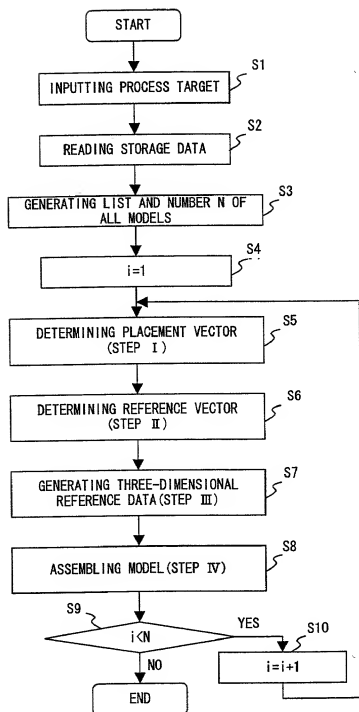 START
S1
INPUTTING PROCESS TARGET
S2
READING STORAGE DATA
S3
GENERATING LIST AND NUMBER N OF
ALL MODELS
S4
i=1
S5
DETERMINING PLACEMENT VECTOR
(STEP I)
S6
DETERMINING REFERENCE VECTOR
(STEP II)
S7
GENERATING THREE-DIMENSIONAL
REFERENCE DATA(STEP III)
S8
ASSEMBLING MODEL(STEP IV)
S9
i<N
YES
S10
i=i+1
NO
END